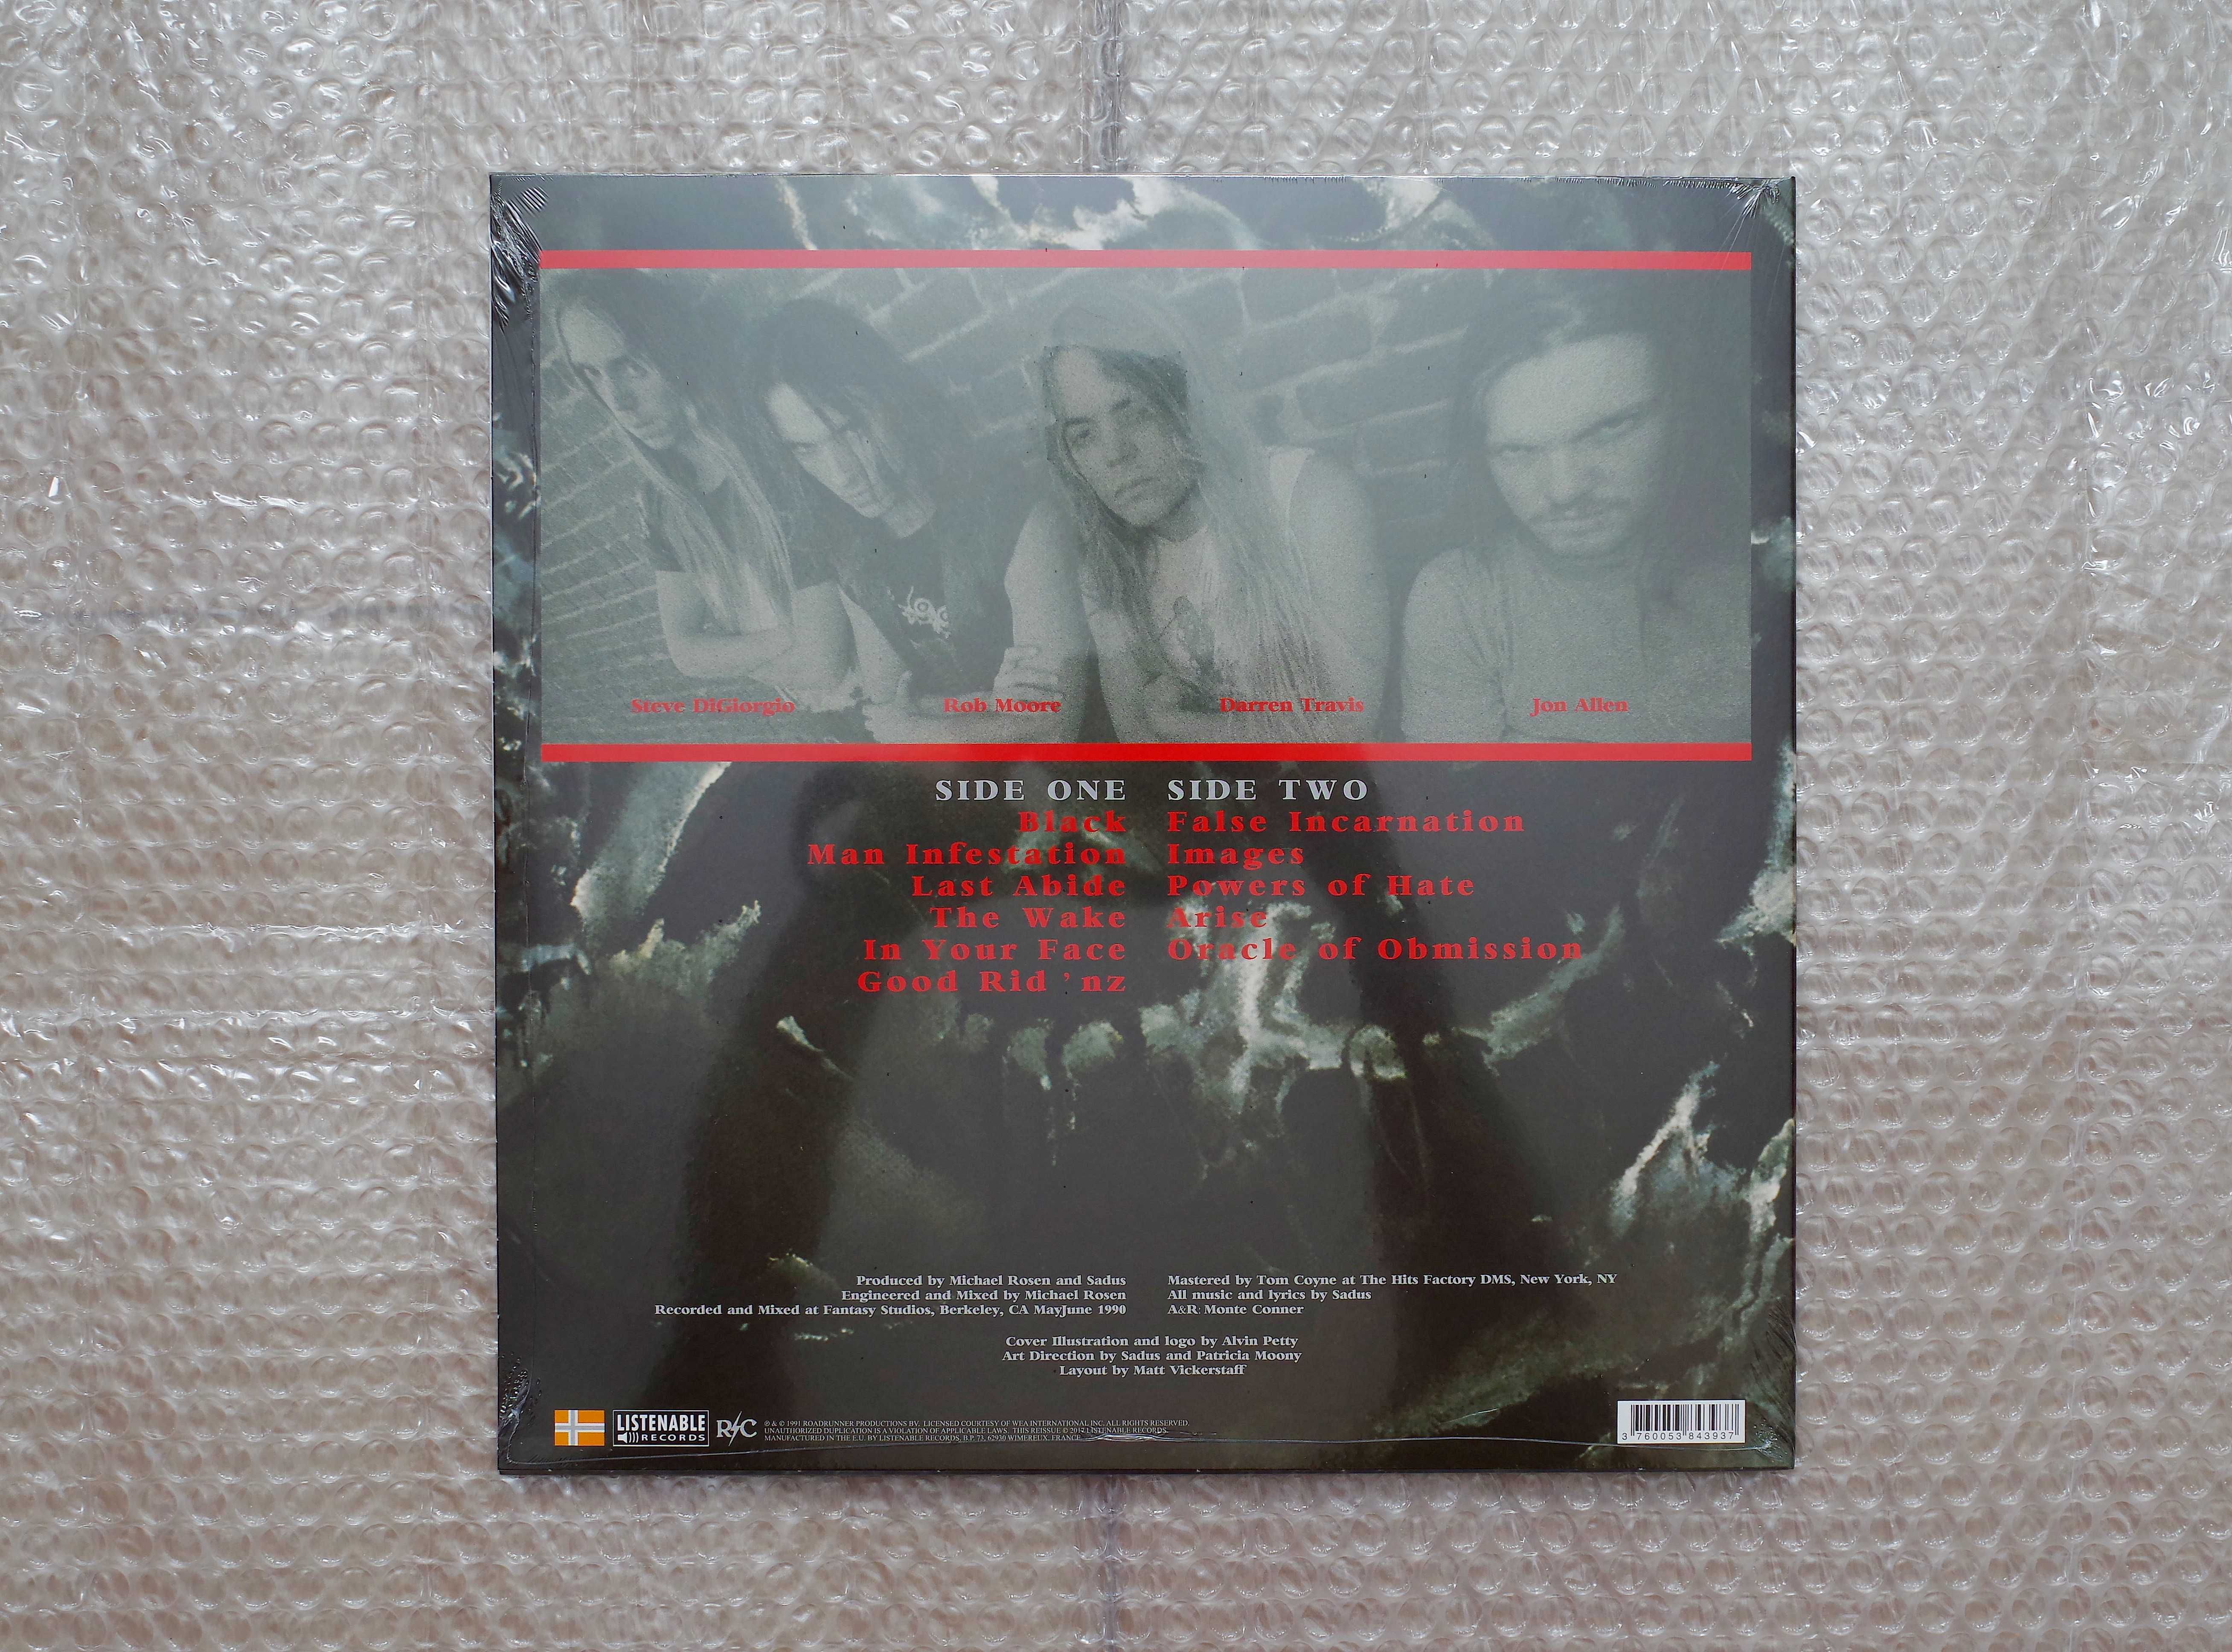 Steve DiGiorgio Rob Moore Darren Travis Jon Allen
SIDE ONE
Black
Man Infestation
Last Abide
The Wake
In Your Face
Good Rid'nz
SIDE TWO
False Incarnation
Images
Powers of Hate
Arise
Oracle of Obmission
Produced by Michael Rosen and Sadus
Engineered and Mixed by Michael Rosen
Recorded and Mixed at Fantasy Studios, Berkeley, CA MayJune 1990
Mastered by Tom Coyne at The Hits Factory DMS, New York, NY
All music and lyrics by Sadus
A&R: Monte Conner
Cover Illustration and logo by Alvin Petty
Art Direction by Sadus and Patricia Moony
Layout by Matt Vickerstaff
LISTENABLE
RECORDS
R/C
℗ & © 1991 ROADRUNNER PRODUCTIONS BV. LICENSED COURTESY OF WEA INTERNATIONAL INC. ALL RIGHTS RESERVED.
UNAUTHORIZED DUPLICATION IS A VIOLATION OF APPLICABLE LAWS. THIS REISSUE © LISTENABLE RECORDS.
MANUFACTURED IN THE E.U. BY LISTENABLE RECORDS, B.P. 73, 62930 WIMEREUX. FRANCE
3 760053 843937